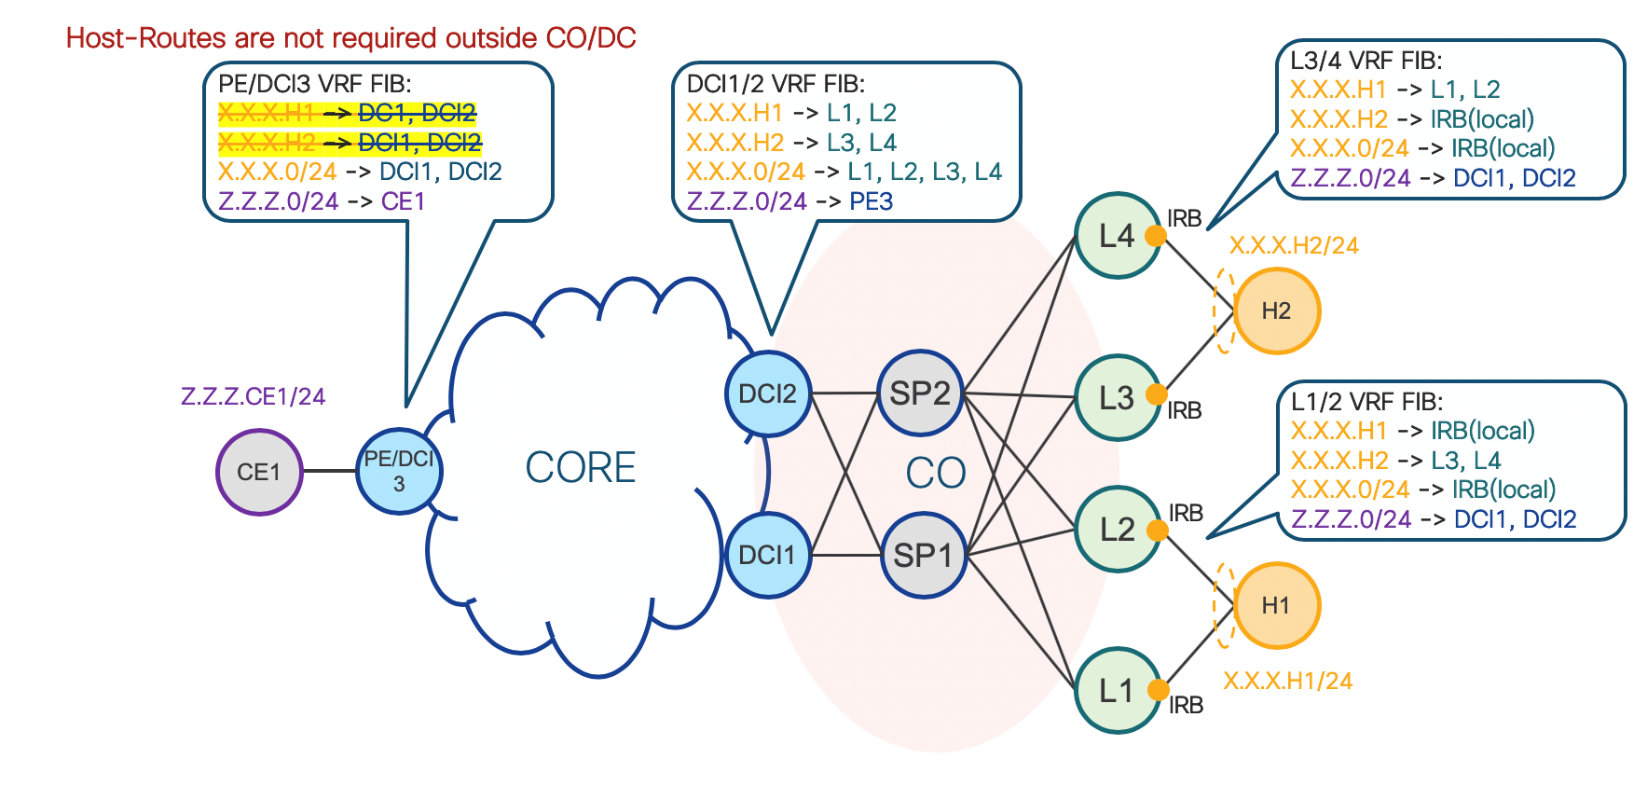 Host-Routes are not required outside CO/DC
PE/DCI3 VRF FIB:
X.X.X.H1 -> DC1, DCI2
X.X.X.H2 -> DCI1, DCI2
X.X.X.0/24 -> DCI1, DCI2
Z.Z.Z.0/24 -> CE1
DCI1/2 VRF FIB:
X.X.X.H1 -> L1, L2
X.X.X.H2 -> L3, L4
X.X.X.0/24 -> L1, L2, L3, L4
Z.Z.Z.0/24 -> PE3
L3/4 VRF FIB:
X.X.X.H1 -> L1, L2
X.X.X.H2 -> IRB(local)
X.X.X.0/24 -> IRB(local)
Z.Z.Z.0/24 -> DCI1, DCI2
L4
IRB
X.X.X.H2/24
H2
L3
IRB
Z.Z.Z.CE1/24
CE1
PE/DCI
3
CORE
DCI2
SP2
CO
DCI1
SP1
L1/2 VRF FIB:
X.X.X.H1 -> IRB(local)
X.X.X.H2 -> L3, L4
X.X.X.0/24 -> IRB(local)
Z.Z.Z.0/24 -> DCI1, DCI2
L2
IRB
H1
X.X.X.H1/24
L1
IRB